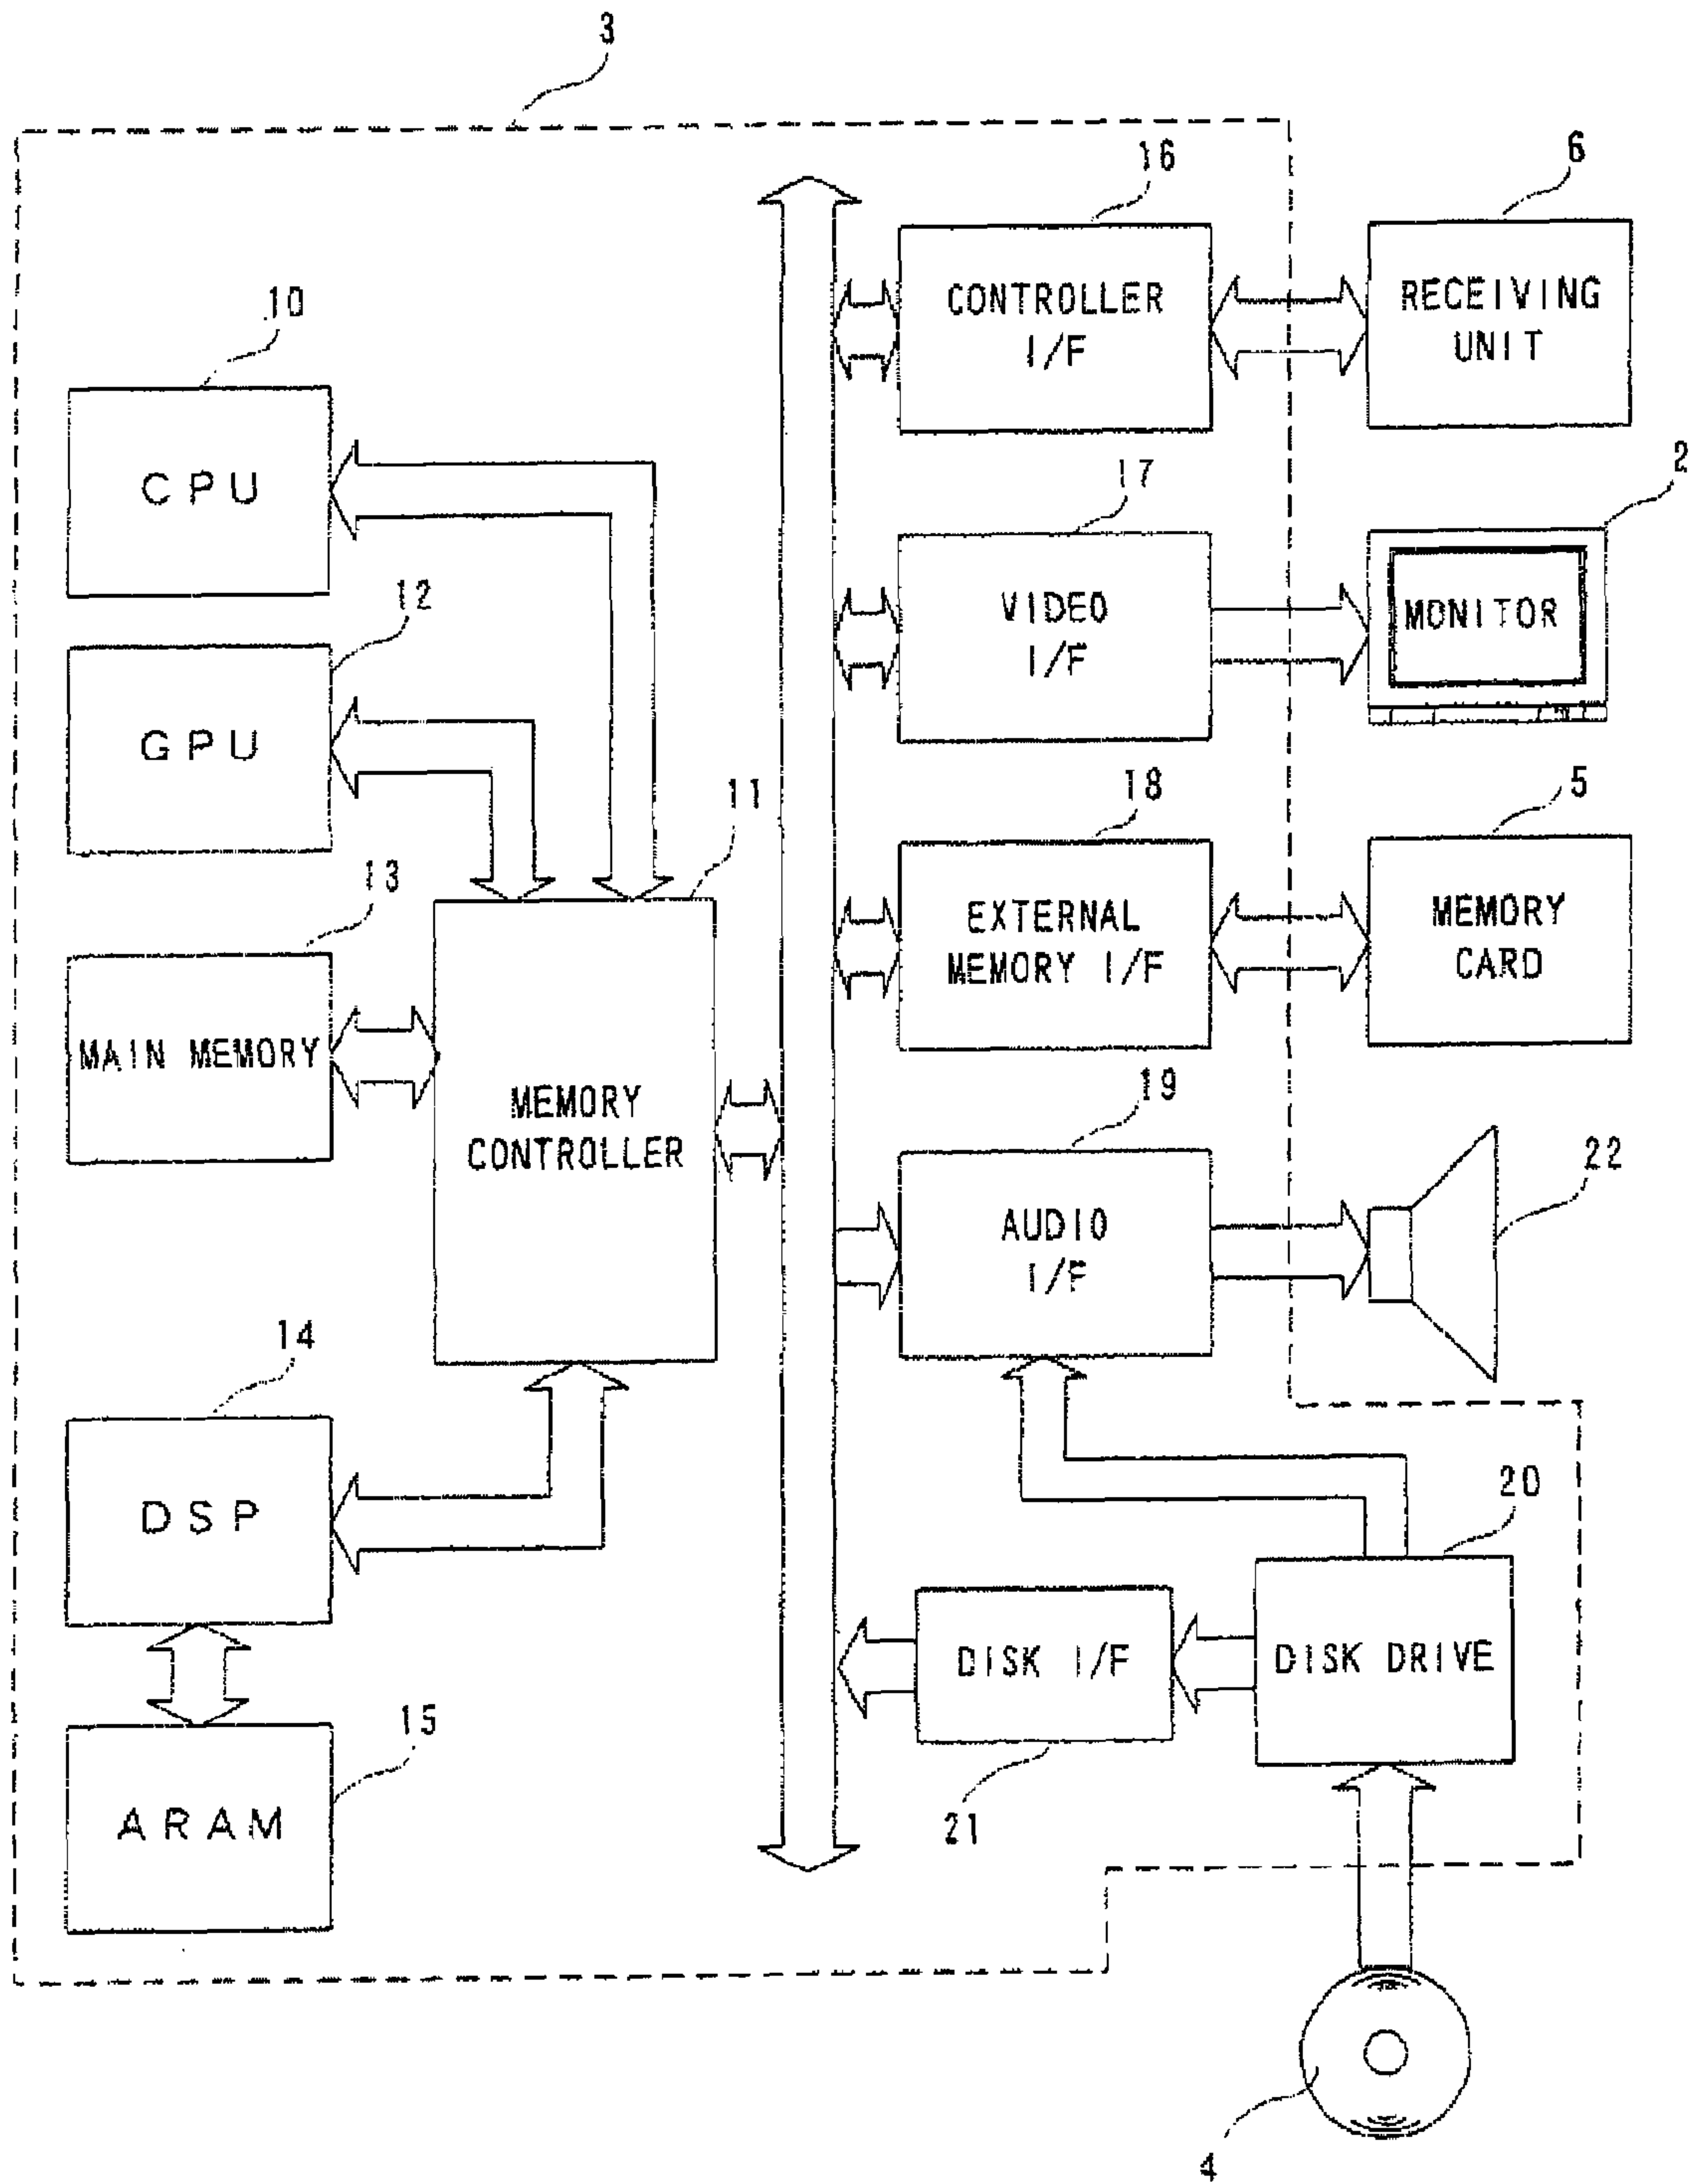 3
16
6
CONTROLLER
I/F
RECEIVING
UNIT
10
CPU
17
2
VIDEO
I/F
MONITOR
12
GPU
11
18
5
EXTERNAL
MEMORY I/F
MEMORY
CARD
13
MAIN MEMORY
MEMORY
CONTROLLER
19
22
AUDIO
I/F
14
DSP
20
DISK I/F
DISK DRIVE
15
ARAM
21
4